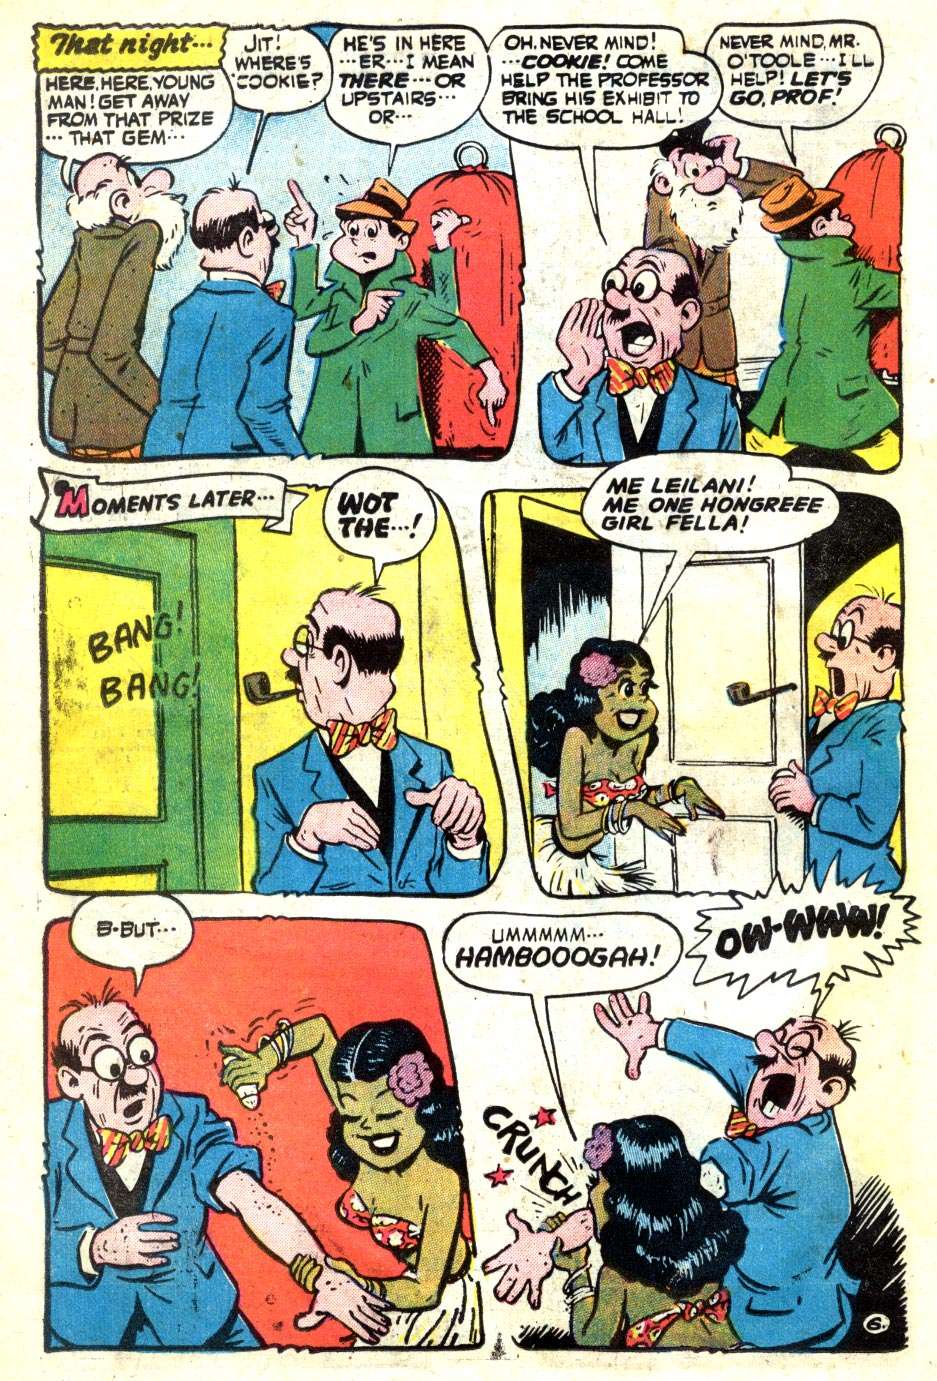 That night...
HERE, HERE, YOUNG
MAN! GET AWAY
FROM THAT PRIZE
... THAT GEM...
JIT!
WHERE'S
'COOKIE?
HE'S IN HERE
...ER... I MEAN
THERE... OR
UPSTAIRS...
OR...
OH, NEVER MIND!
...COOKIE! COME
HELP THE PROFESSOR
BRING HIS EXHIBIT TO
THE SCHOOL HALL!
NEVER MIND, MR.
O'TOOLE... I'LL
HELP! LET'S
GO, PROF!
MOMENTS LATER...
WOT
THE...!
BANG!
BANG!
ME LEILANI!
ME ONE HONGREEE
GIRL FELLA!
B-BUT...
UMMMMM...
HAMBOOOGAH!
OW-WWW!
CRUNCH
6.